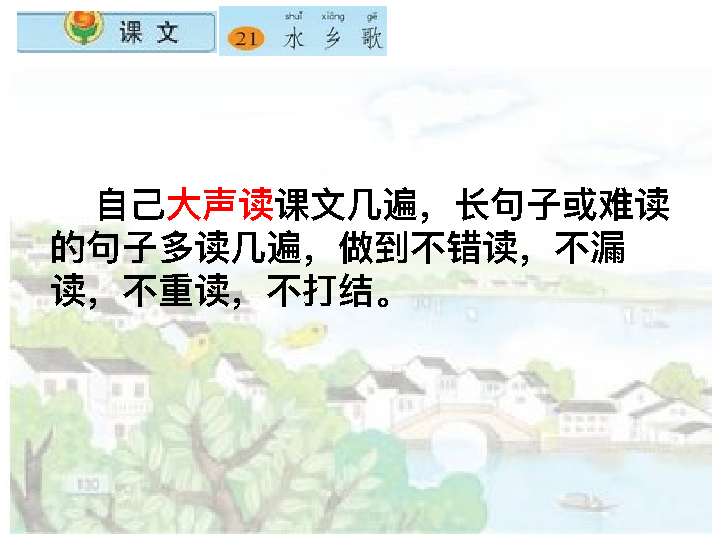 shuǐ xiāng gē
课 文 21 水 乡 歌
自己大声读课文几遍，长句子或难读
的句子多读几遍，做到不错读，不漏
读，不重读，不打结。
130